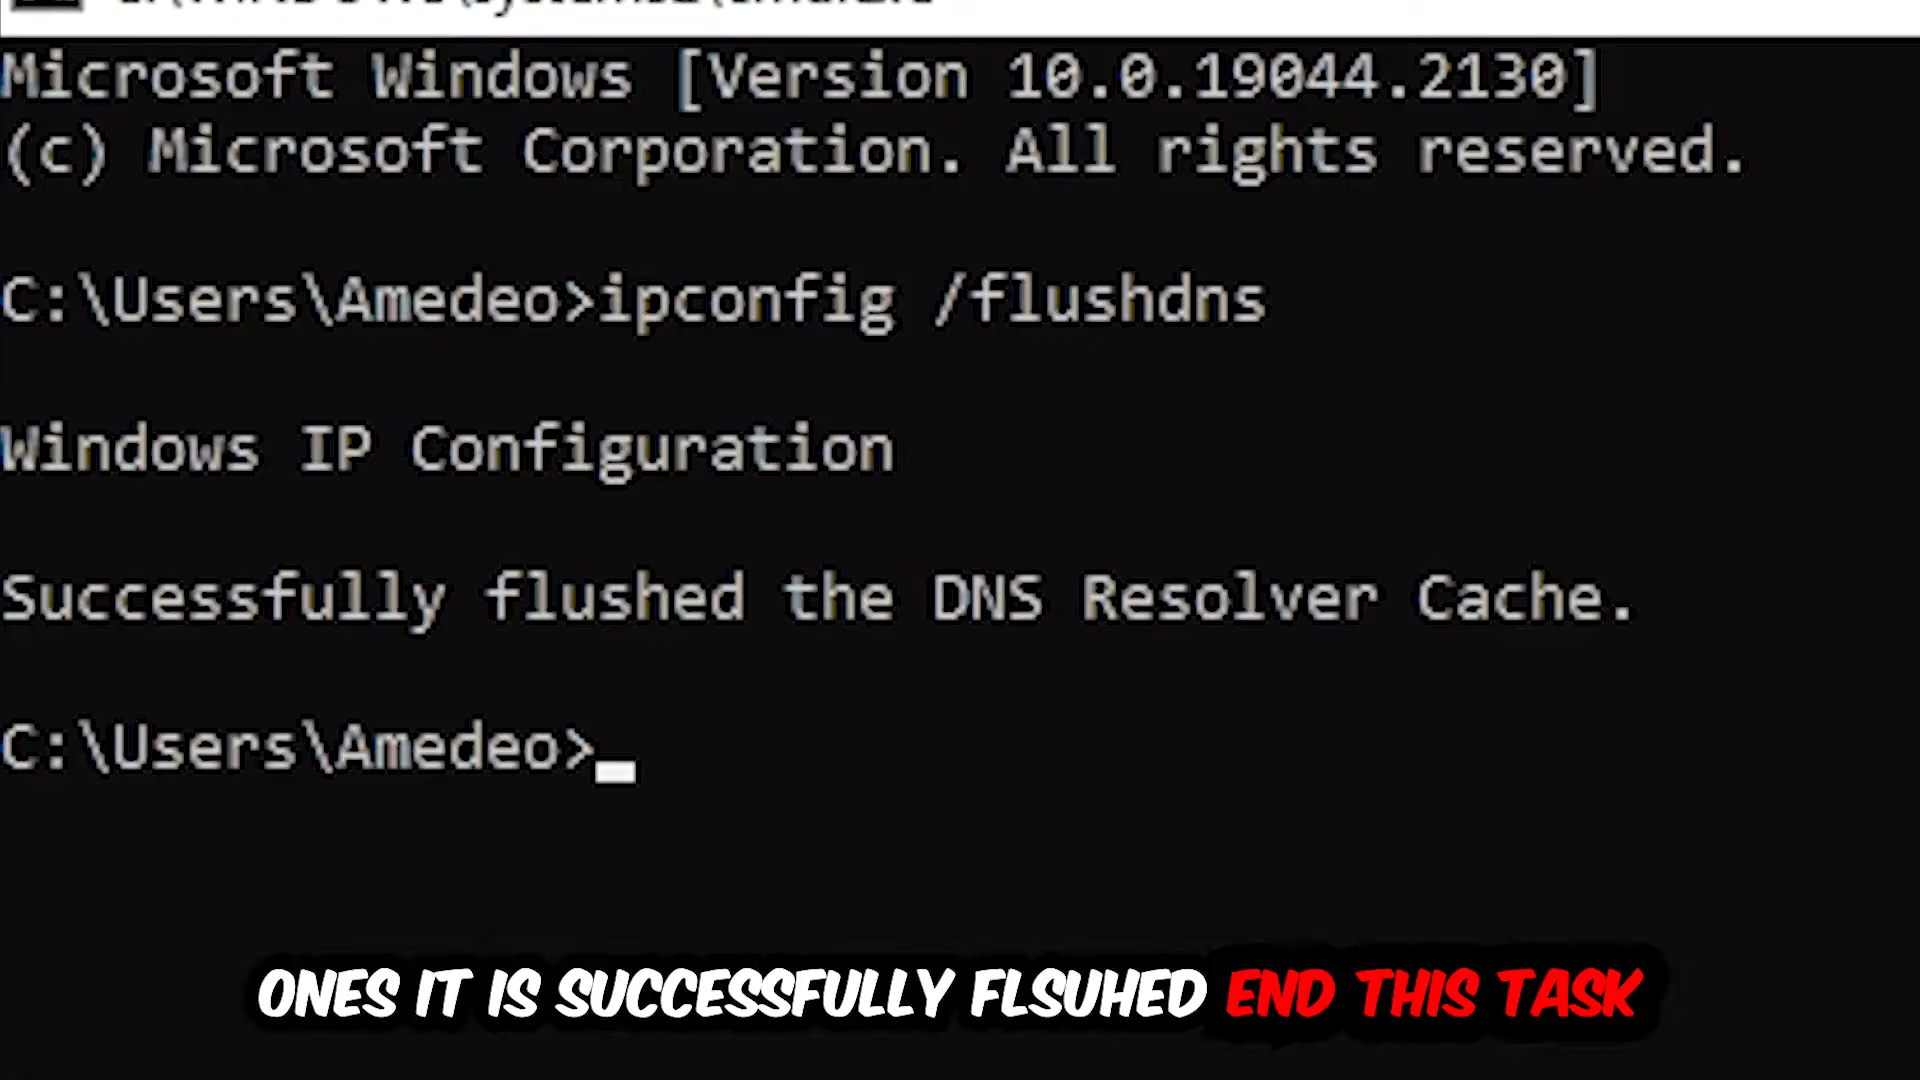 Microsoft Windows [Version 10.0.19044.2130]
(c) Microsoft Corporation. All rights reserved.
C:\Users\Amedeo>ipconfig /flushdns
Windows IP Configuration
Successfully flushed the DNS Resolver Cache.
C:\Users\Amedeo>
ONES IT IS SUCCESSFULLY FLSUHED END THIS TASK